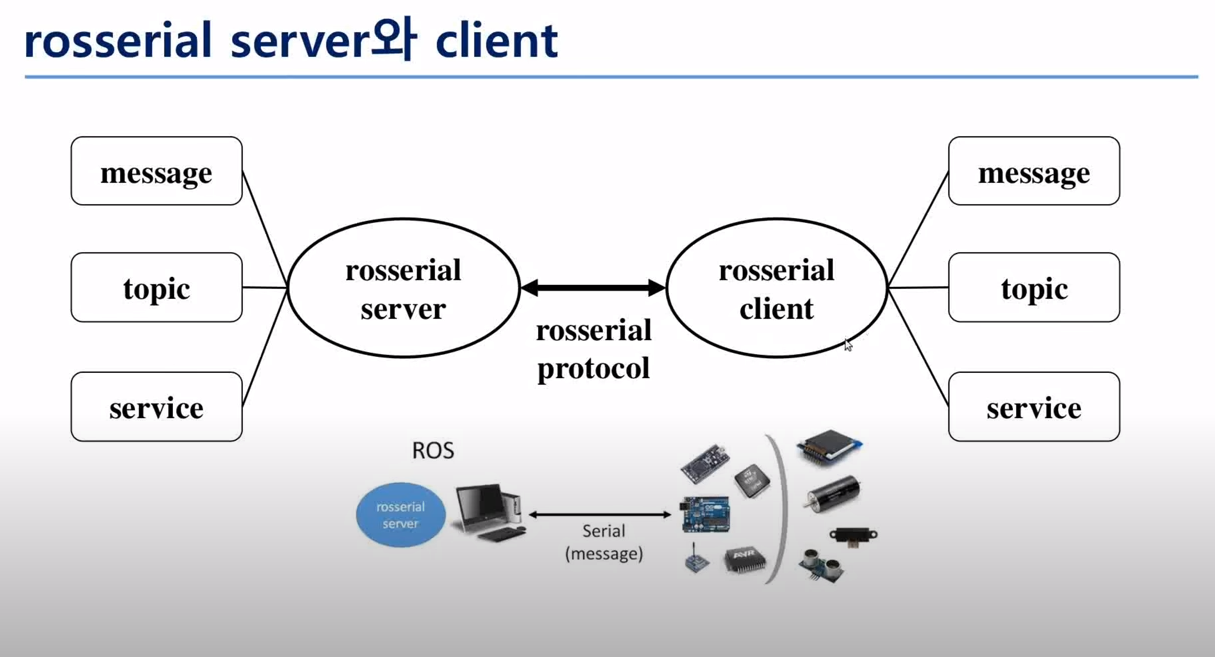 rosserial server와 client
message
topic
service
rosserial
server
rosserial
protocol
rosserial
client
message
topic
service
ROS
rosserial
server
Serial
(message)
AVR